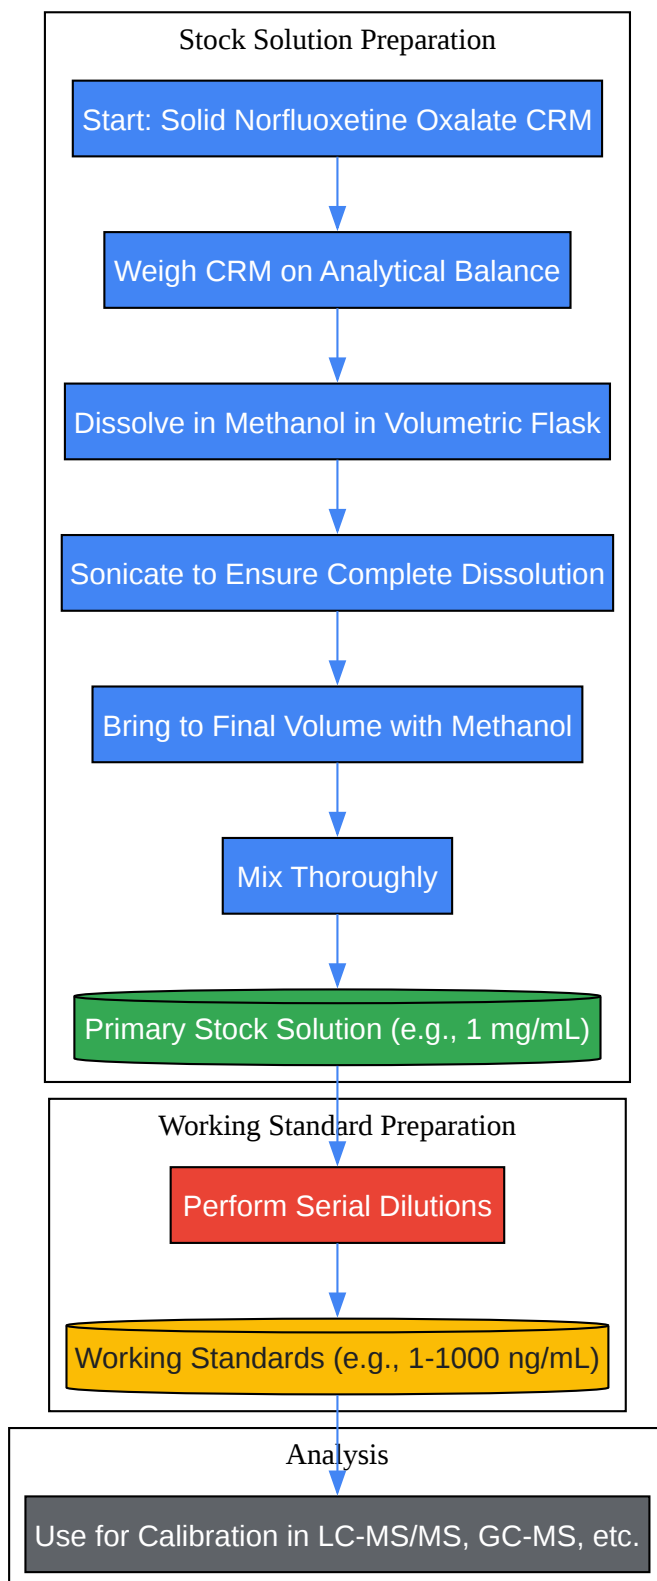 Stock Solution Preparation
Start: Solid Norfluoxetine Oxalate CRM
Weigh CRM on Analytical Balance
Dissolve in Methanol in Volumetric Flask
Sonicate to Ensure Complete Dissolution
Bring to Final Volume with Methanol
Mix Thoroughly
Primary Stock Solution (e.g., 1 mg/mL)
Working Standard Preparation
Perform Serial Dilutions
Working Standards (e.g., 1-1000 ng/mL)
Analysis
Use for Calibration in LC-MS/MS, GC-MS, etc.